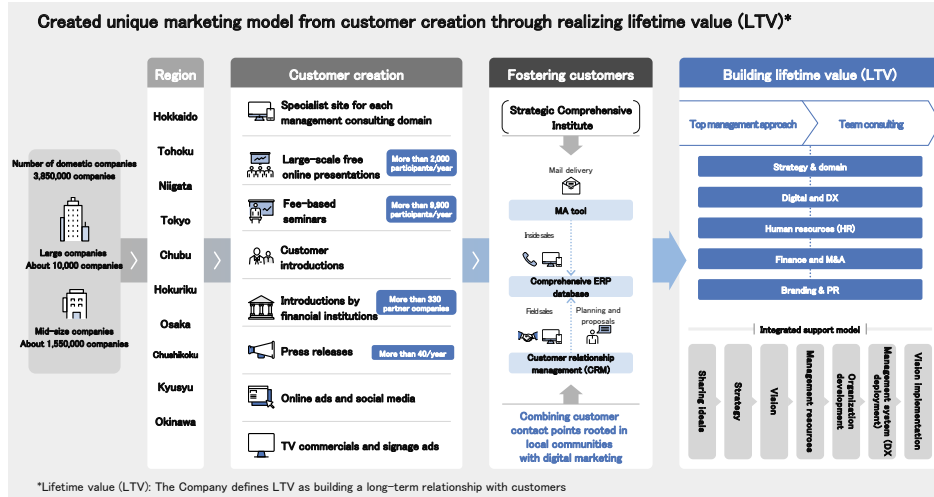 Created unique marketing model from customer creation through realizing lifetime value (LTV)*
Number of domestic companies
3,850,000 companies
Large companies
About 10,000 companies
Mid-size companies
About 1,550,000 companies
Region
Hokkaido
Tohoku
Niigata
Tokyo
Chubu
Hokuriku
Osaka
Chushikoku
Kyusyu
Okinawa
Customer creation
Specialist site for each
management consulting domain
Large-scale free
online presentations
More than 2,000
participants/year
Fee-based
seminars
More than 9,900
participants/year
Customer
introductions
Introductions by
financial institutions
More than 330
partner companies
Press releases
More than 40/year
Online ads and social media
TV commercials and signage ads
Fostering customers
Strategic Comprehensive
Institute
Mail delivery
MA tool
Inside sales
Comprehensive ERP
database
Field sales
Planning and
proposals
Customer relationship
management (CRM)
Combining customer
contact points rooted in
local communities
with digital marketing
Building lifetime value (LTV)
Top management approach
Team consulting
Strategy & domain
Digital and DX
Human resources (HR)
Finance and M&A
Branding & PR
Integrated support model
Sharing ideals
Strategy
Vision
Management resources
Organization
development
Management system (DX
deployment)
Vision implementation
*Lifetime value (LTV): The Company defines LTV as building a long-term relationship with customers